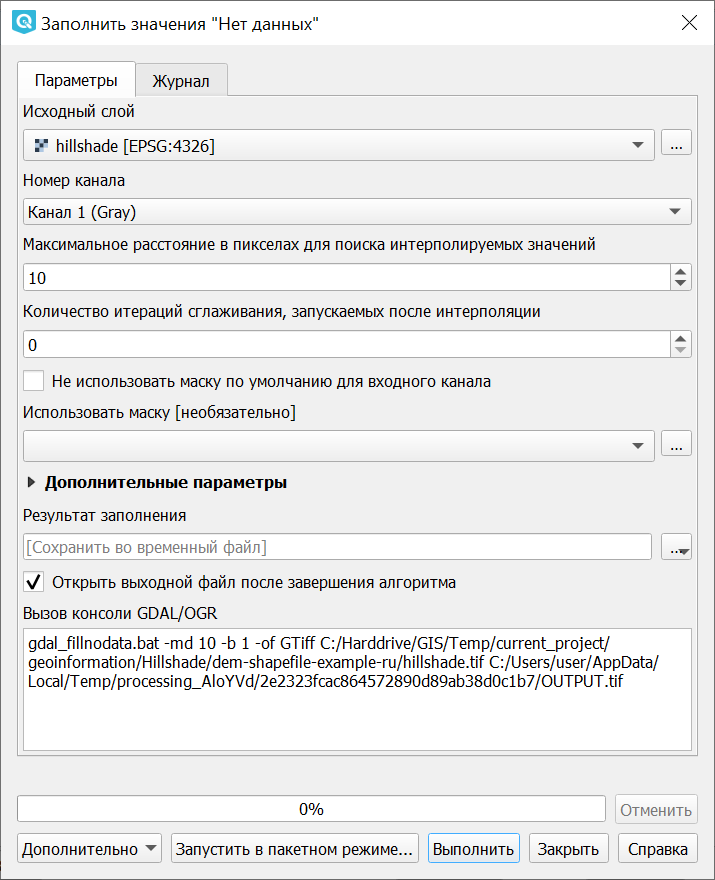 Заполнить значения "Нет данных"
Параметры
Журнал
Исходный слой
hillshade [EPSG:4326]
...
Номер канала
Канал 1 (Gray)
Максимальное расстояние в пикселах для поиска интерполируемых значений
10
Количество итераций сглаживания, запускаемых после интерполяции
0
Не использовать маску по умолчанию для входного канала
Использовать маску [необязательно]
...
Дополнительные параметры
Результат заполнения
[Сохранить во временный файл]
...
Открыть выходной файл после завершения алгоритма
Вызов консоли GDAL/OGR
gdal_fillnodata.bat -md 10 -b 1 -of GTiff C:/Harddrive/GIS/Temp/current_project/
geoinformation/Hillshade/dem-shapefile-example-ru/hillshade.tif C:/Users/user/AppData/
Local/Temp/processing_AloYVd/2e2323fcac864572890d89ab38d0c1b7/OUTPUT.tif
0%
Отменить
Дополнительно
Запустить в пакетном режиме...
Выполнить
Закрыть
Справка